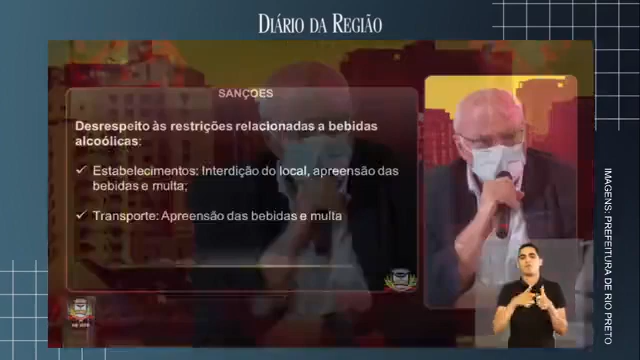 DIÁRIO DA REGIÃO
SANÇÕES
Desrespeito às restrições relacionadas a bebidas
alcoólicas:
Estabelecimentos: Interdição do local, apreensão das
bebidas e multa;
Transporte: Apreensão das bebidas e multa
IMAGENS: PREFEITURA DE RIO PRETO